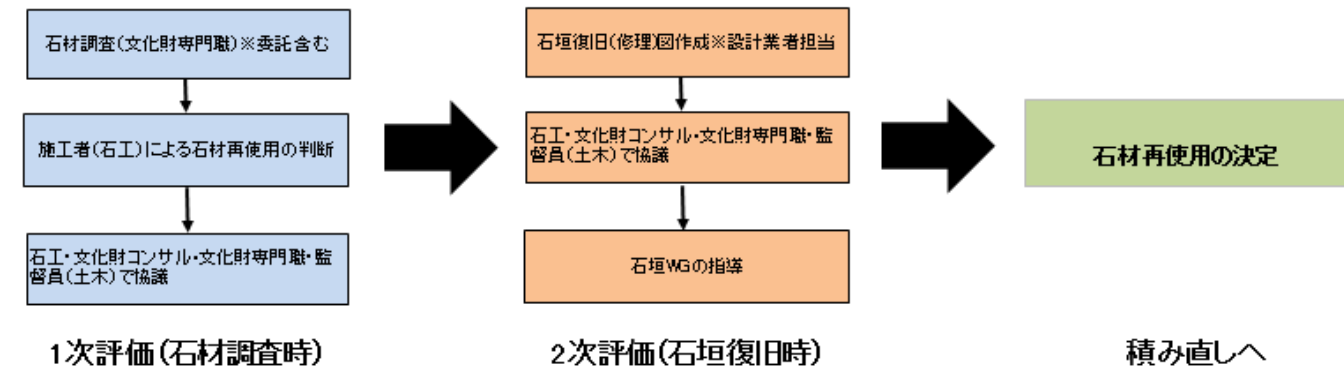 石材調査(文化財専門職)※委託含む
施工者(石工)による石材再使用の判断
石工・文化財コンサル・文化財専門職・監
督員(土木)で協議
1次評価(石材調査時)
石垣復旧(修理)図作成※設計業者担当
石工・文化財コンサル・文化財専門職・監
督員(土木)で協議
石垣WGの指導
2次評価(石垣復旧時)
石材再使用の決定
積み直しへ